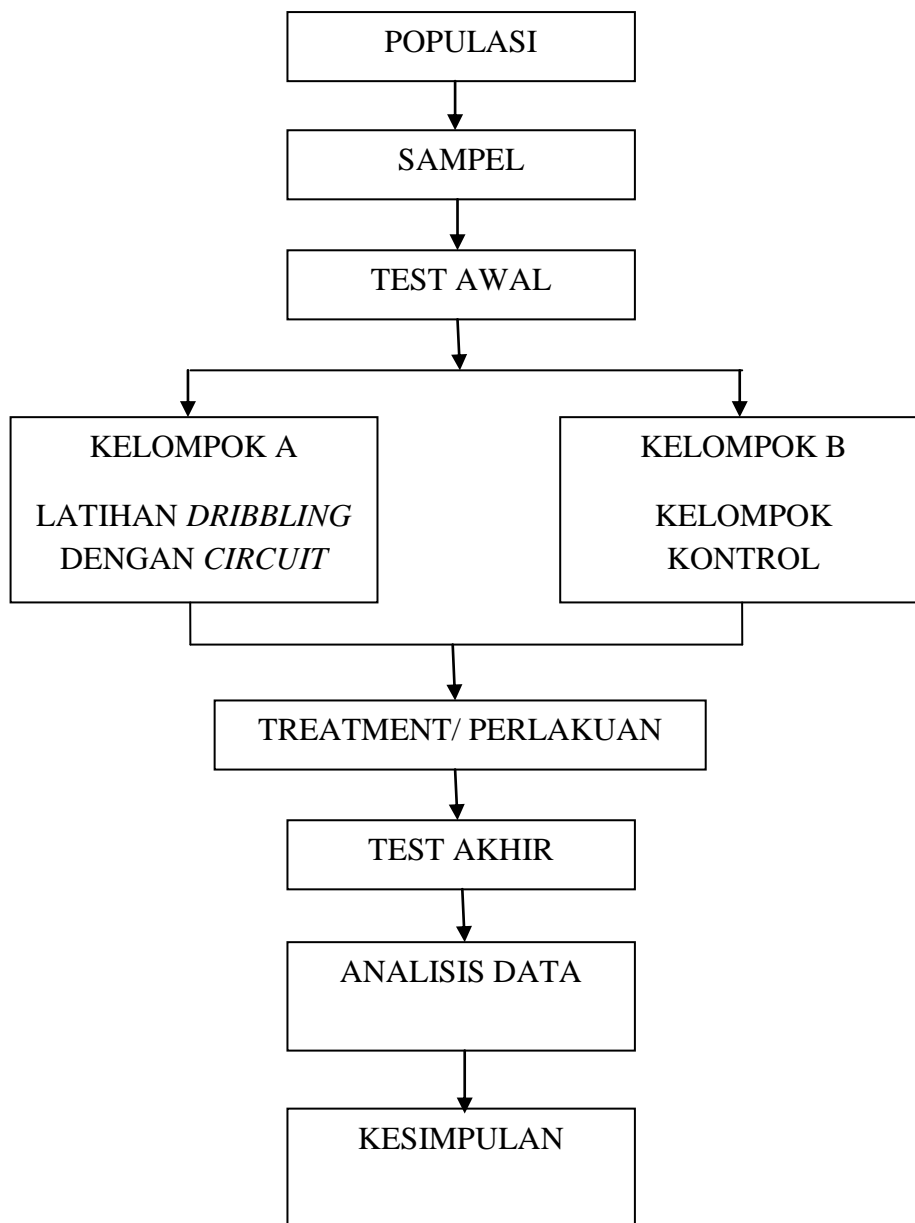 POPULASI
SAMPEL
TEST AWAL
KELOMPOK A
LATIHAN DRIBBLING
DENGAN CIRCUIT
KELOMPOK B
KELOMPOK
KONTROL
TREATMENT/ PERLAKUAN
TEST AKHIR
ANALISIS DATA
KESIMPULAN